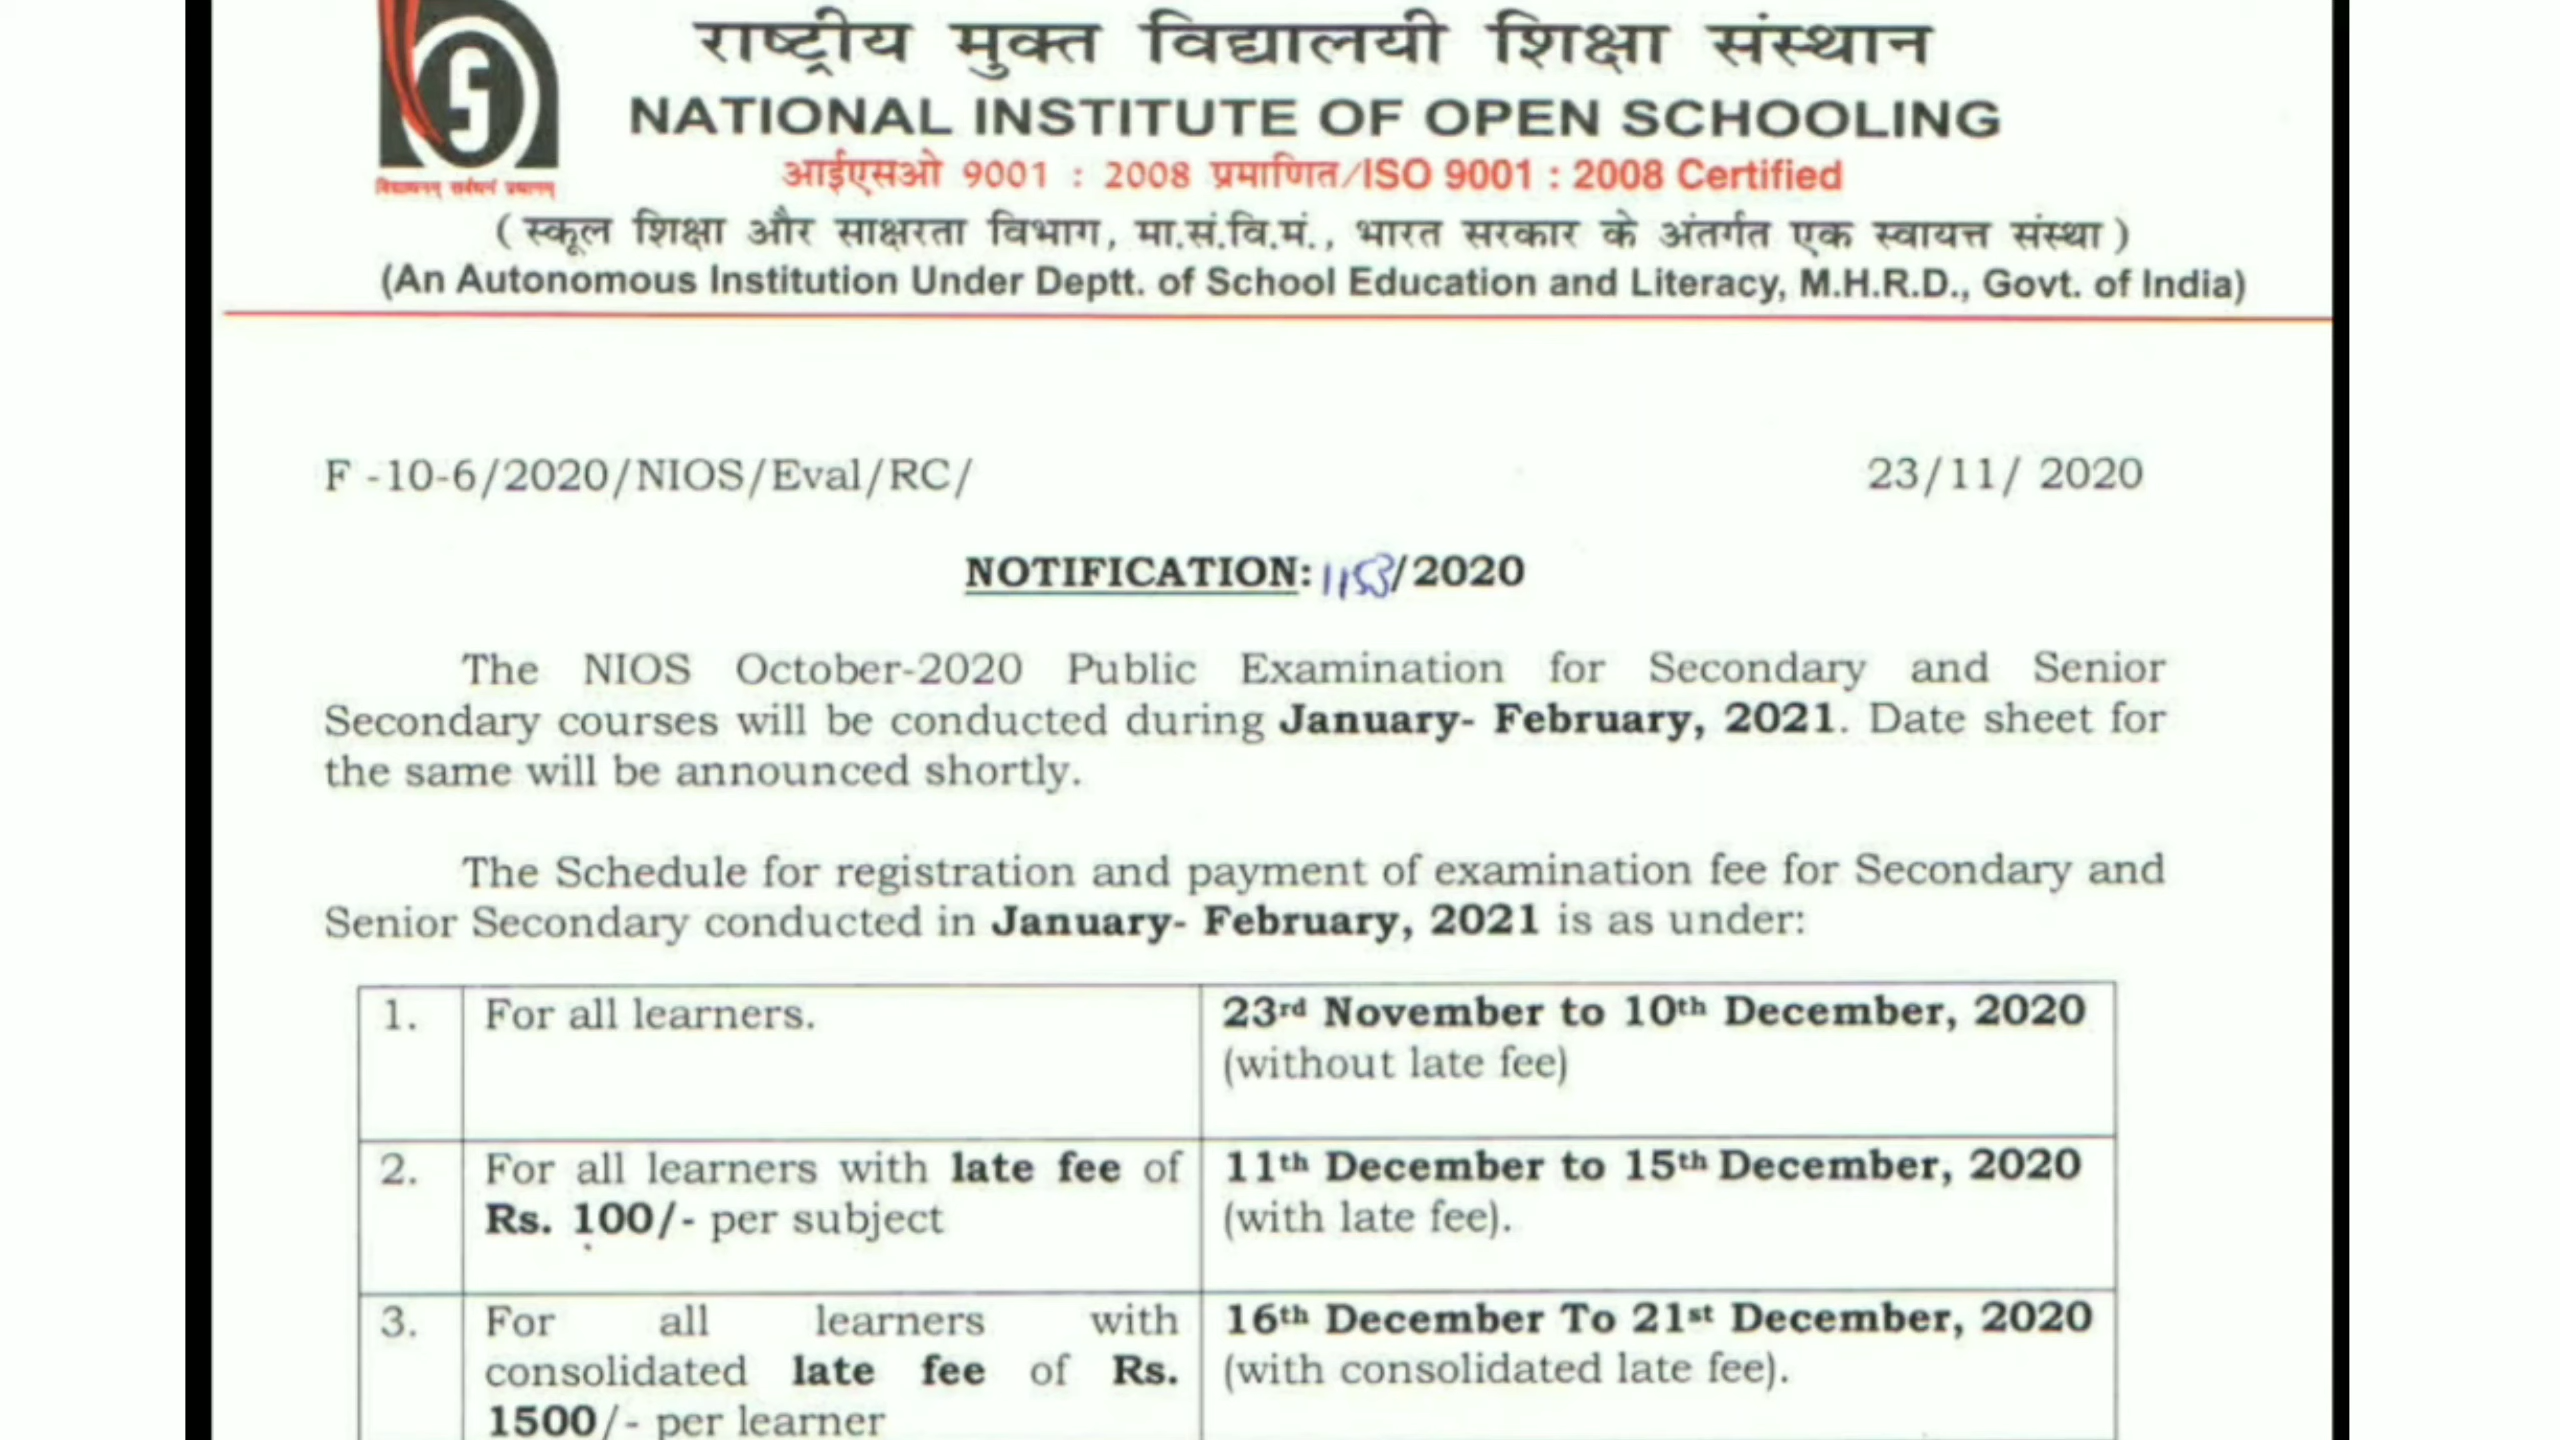 राष्ट्रीय मुक्त विद्यालयी शिक्षा संस्थान
NATIONAL INSTITUTE OF OPEN SCHOOLING
आईएसओ 9001 : 2008 प्रमाणित/ISO 9001 : 2008 Certified
(स्कूल शिक्षा और साक्षरता विभाग, मा.सं.वि.मं., भारत सरकार के अंतर्गत एक स्वायत्त संस्था)
(An Autonomous Institution Under Deptt. of School Education and Literacy, M.H.R.D., Govt. of India)
F -10-6/2020/NIOS/Eval/RC/ 23/11/ 2020
NOTIFICATION: 1153/2020
The NIOS October-2020 Public Examination for Secondary and Senior
Secondary courses will be conducted during January- February, 2021. Date sheet for
the same will be announced shortly.
The Schedule for registration and payment of examination fee for Secondary and
Senior Secondary conducted in January- February, 2021 is as under:
1. For all learners. 23rd November to 10th December, 2020
(without late fee)
2. For all learners with late fee of 11th December to 15th December, 2020
Rs. 100/- per subject (with late fee).
3. For all learners with 16th December To 21st December, 2020
consolidated late fee of Rs. (with consolidated late fee).
1500/- per learner